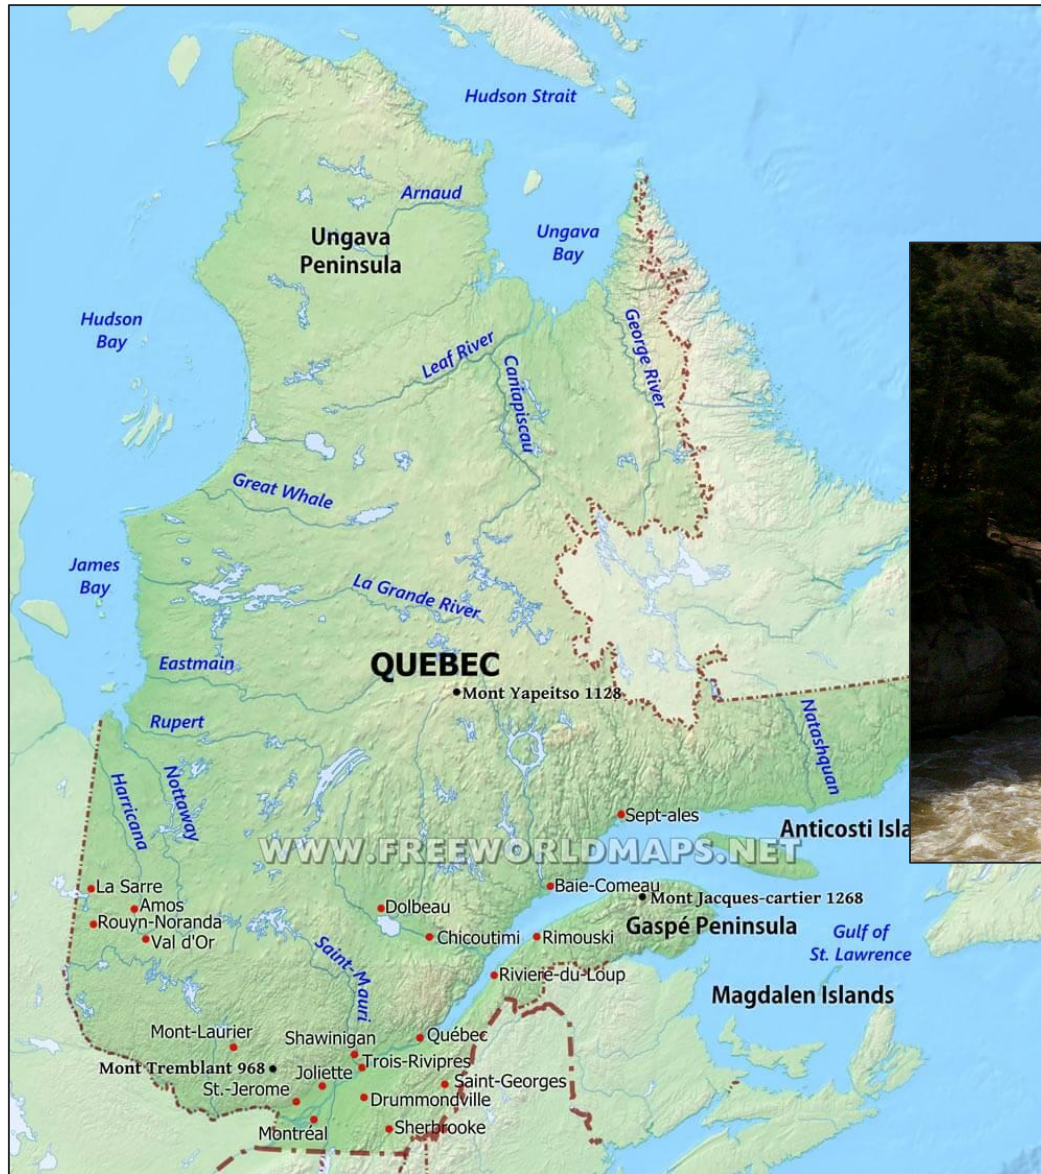 Hudson Strait
Arnaud
Ungava
Peninsula
Ungava
Bay
Hudson
Bay
George River
Leaf River
Caniapiscau
Great Whale
James
Bay
La Grande River
Eastmain
QUEBEC
Mont Yapeitso 1128
Rupert
Natashquan
Harricana
Nottaway
Sept-ales
Anticosti Isla
WWW.FREEWORLDMAPS.NET
La Sarre
Baie-Comeau
Mont Jacques-cartier 1268
Amos
Dolbeau
Rouyn-Noranda
Gaspé Peninsula
Val d'Or
Chicoutimi
Rimouski
Gulf of
St. Lawrence
Saint-Mauri
Riviere-du-Loup
Magdalen Islands
Mont-Laurier
Shawinigan
Québec
Mont Tremblant 968
Trois-Rivipres
Joliette
St.-Jerome
Saint-Georges
Drummondville
Montréal
Sherbrooke